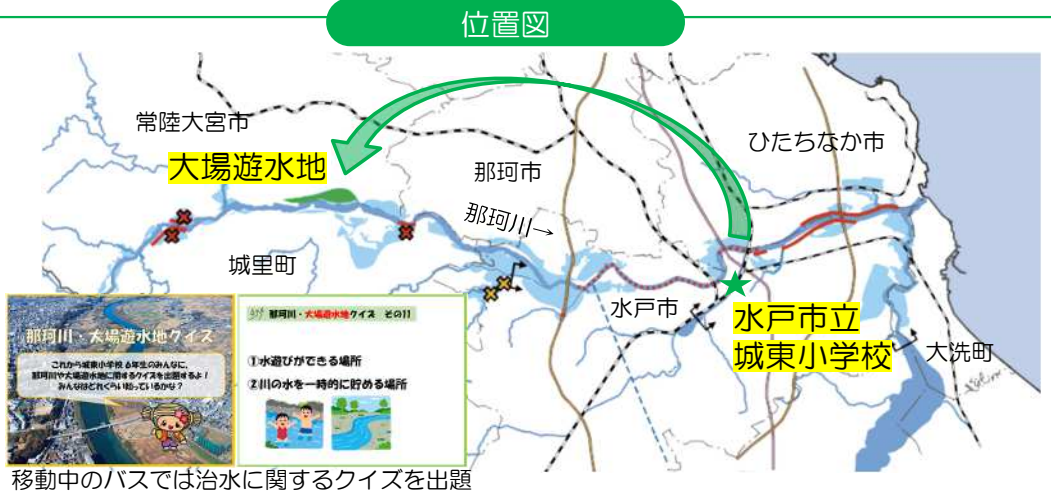 位置図
常陸大宮市
大場遊水地
那珂市
ひたちなか市
那珂川→
城里町
水戸市
水戸市立
城東小学校
大洗町
那珂川・大場遊水地クイズ
これから城東小学校6年生のみんなに、
那珂川や大場遊水地に関するクイズを出題するよ!
みんなはどれくらい知っているかな?
那珂川・大場遊水地クイズ その11
①水遊びができる場所
②川の水を一時的に貯める場所
移動中のバスでは治水に関するクイズを出題